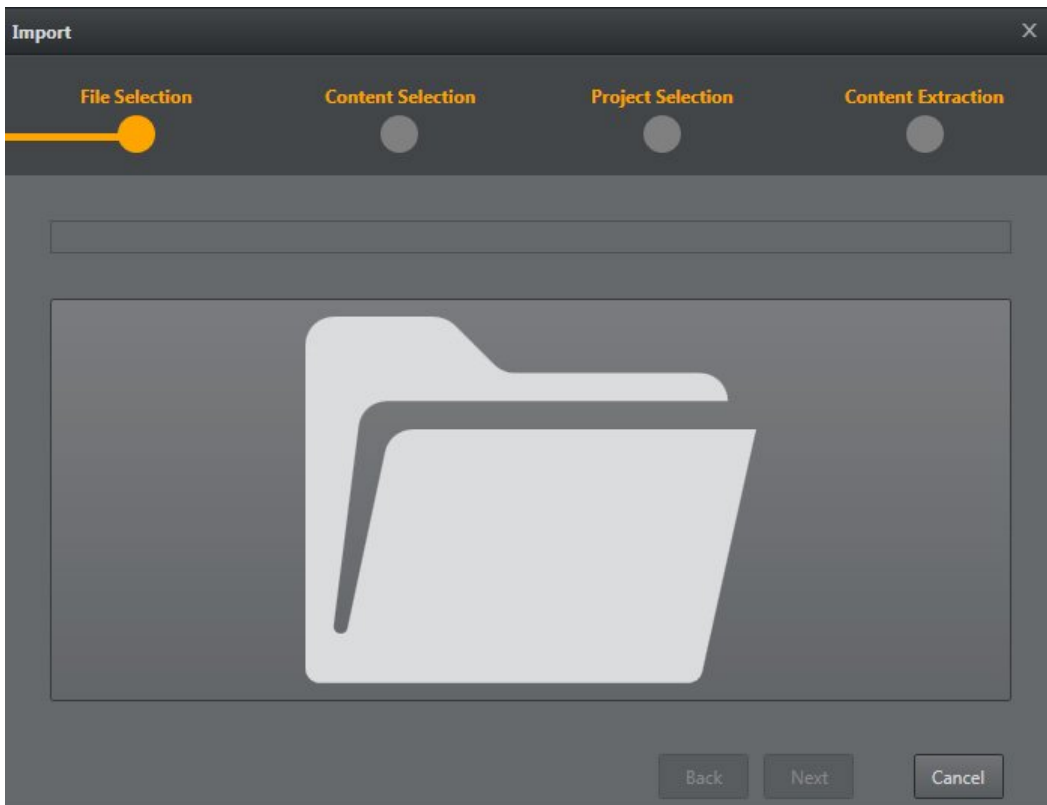 Import X
File Selection Content Selection Project Selection Content Extraction
Back Next Cancel